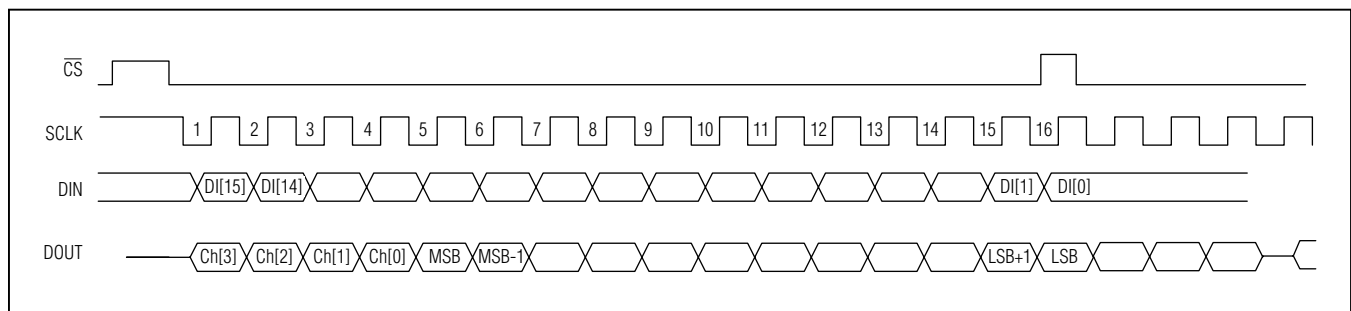 C̅S̅
SCLK 1 2 3 4 5 6 7 8 9 10 11 12 13 14 15 16
DIN DI[15] DI[14] DI[1] DI[0]
DOUT Ch[3] Ch[2] Ch[1] Ch[0] MSB MSB-1 LSB+1 LSB